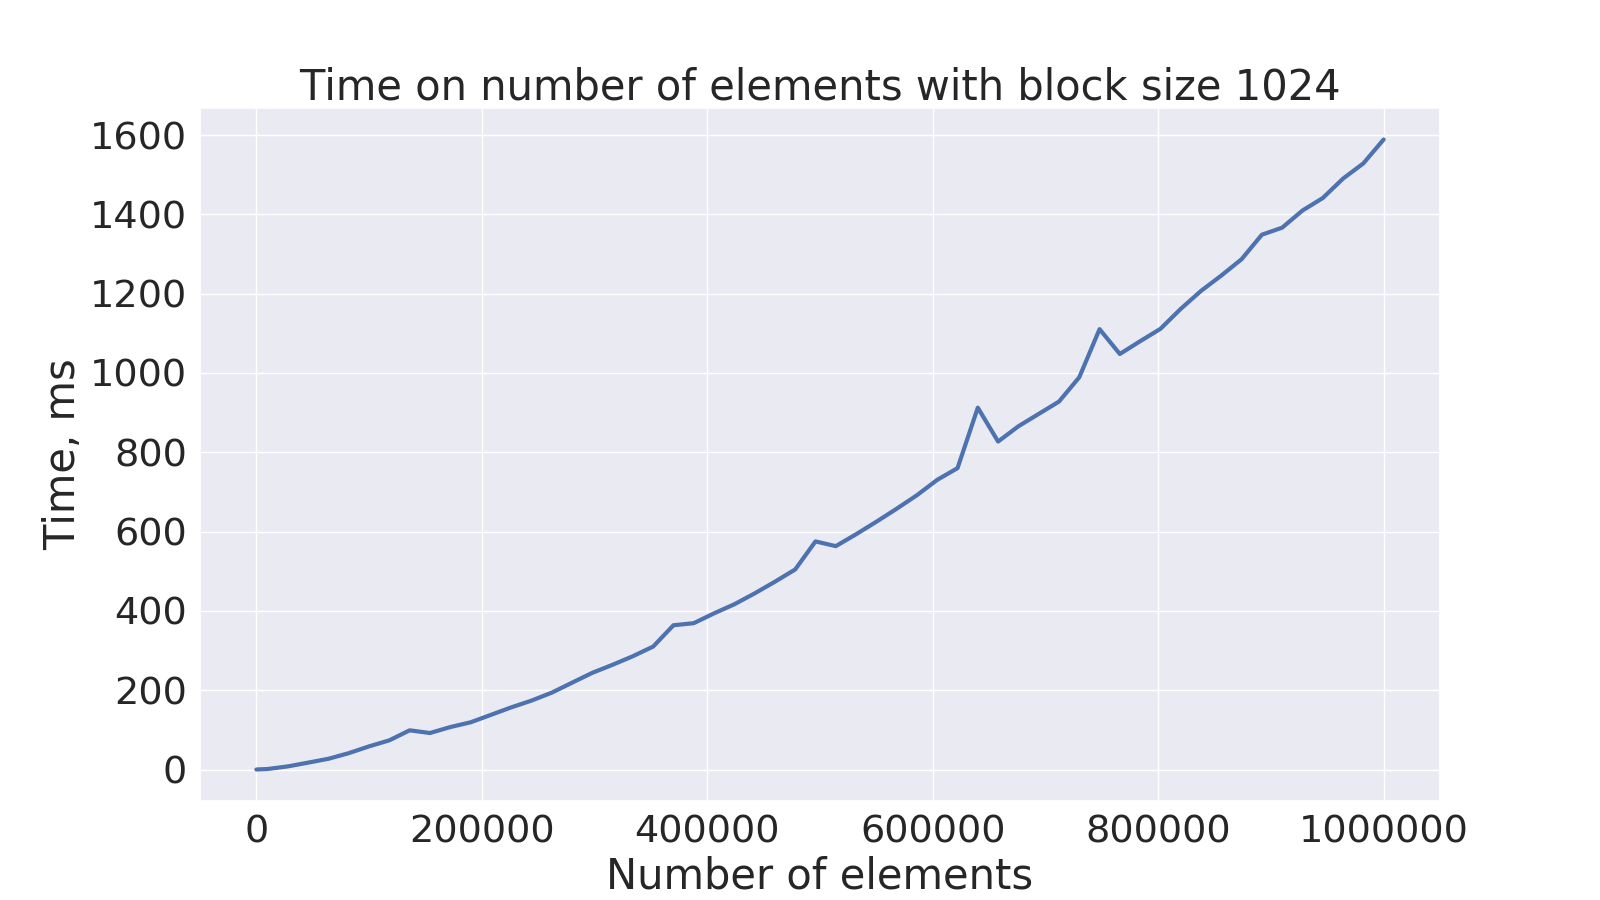 Time on number of elements with block size 1024
1600
1400
1200
1000
800
600
400
200
0
Time, ms
0 200000 400000 600000 800000 1000000
Number of elements